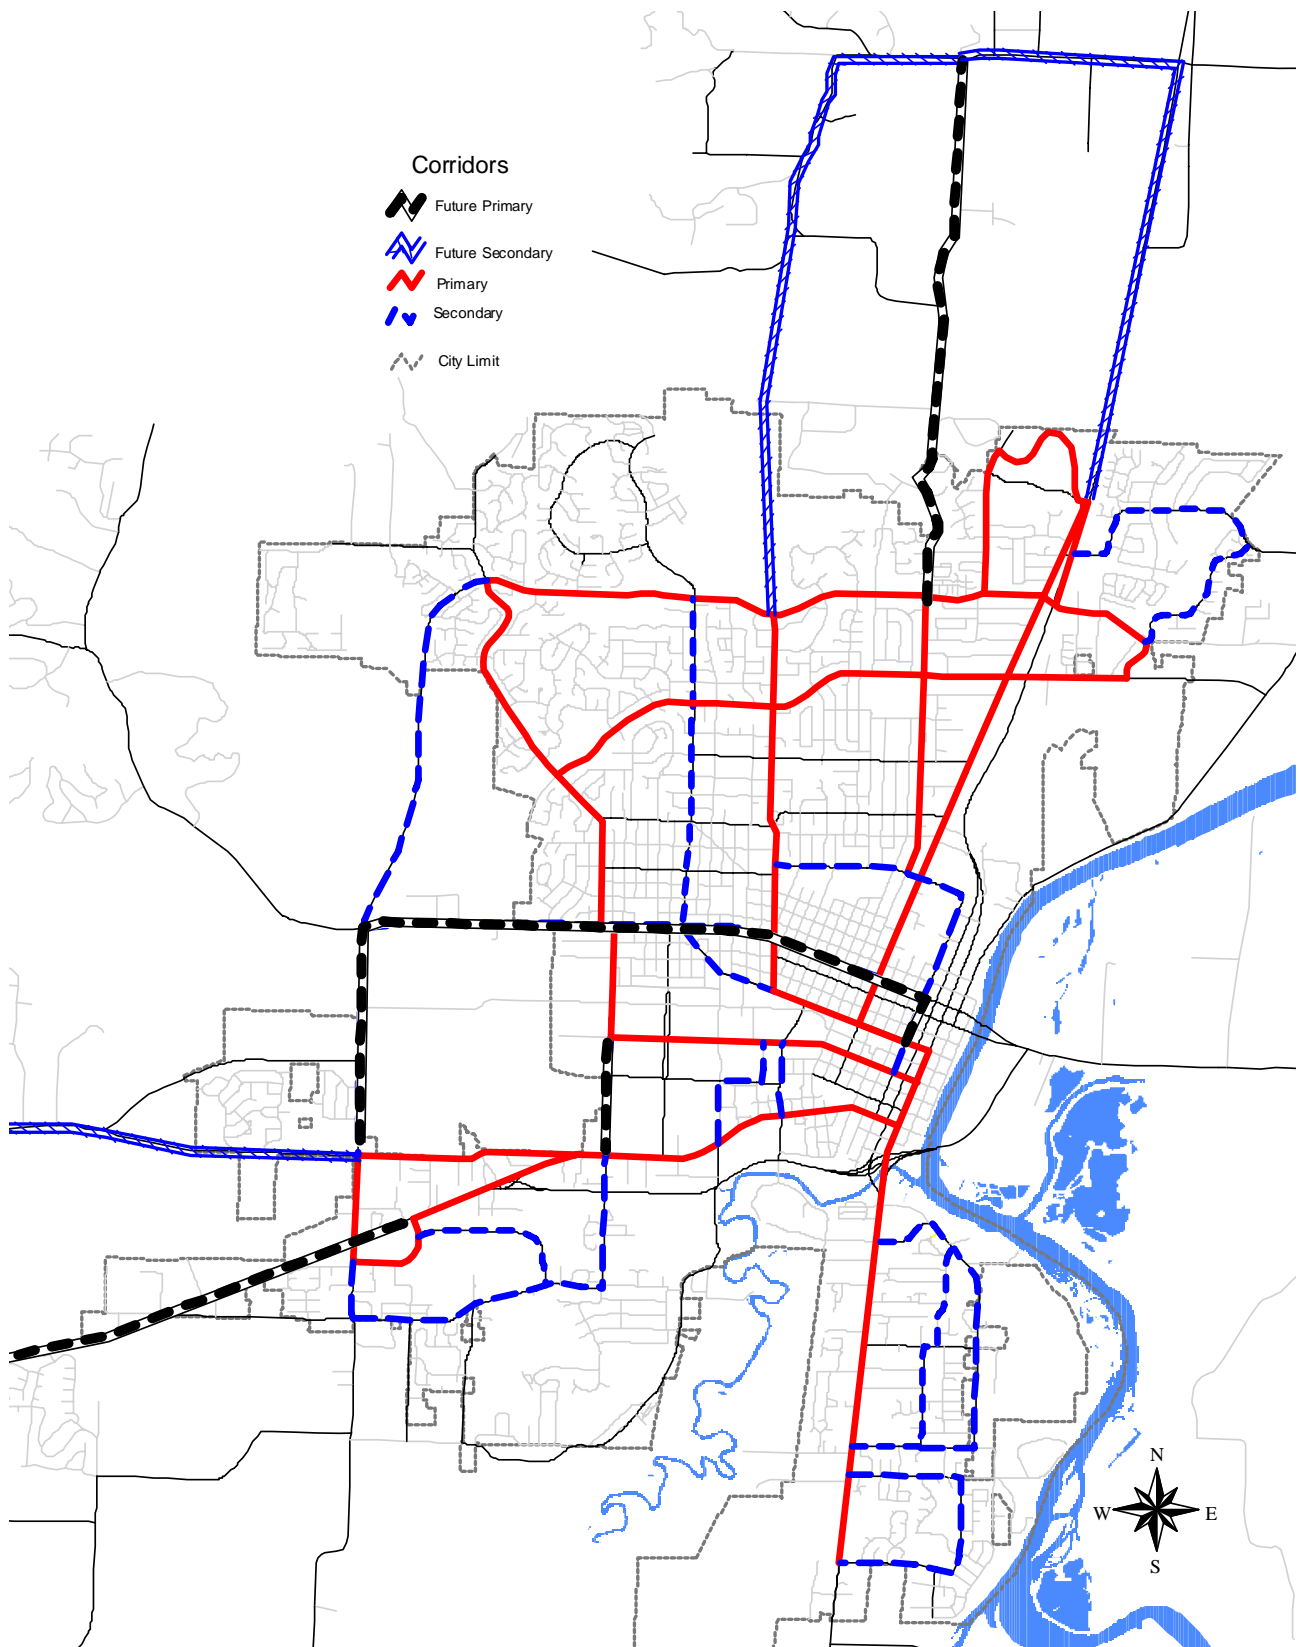 Corridors
Future Primary
Future Secondary
Primary
Secondary
City Limit
N
W
E
S